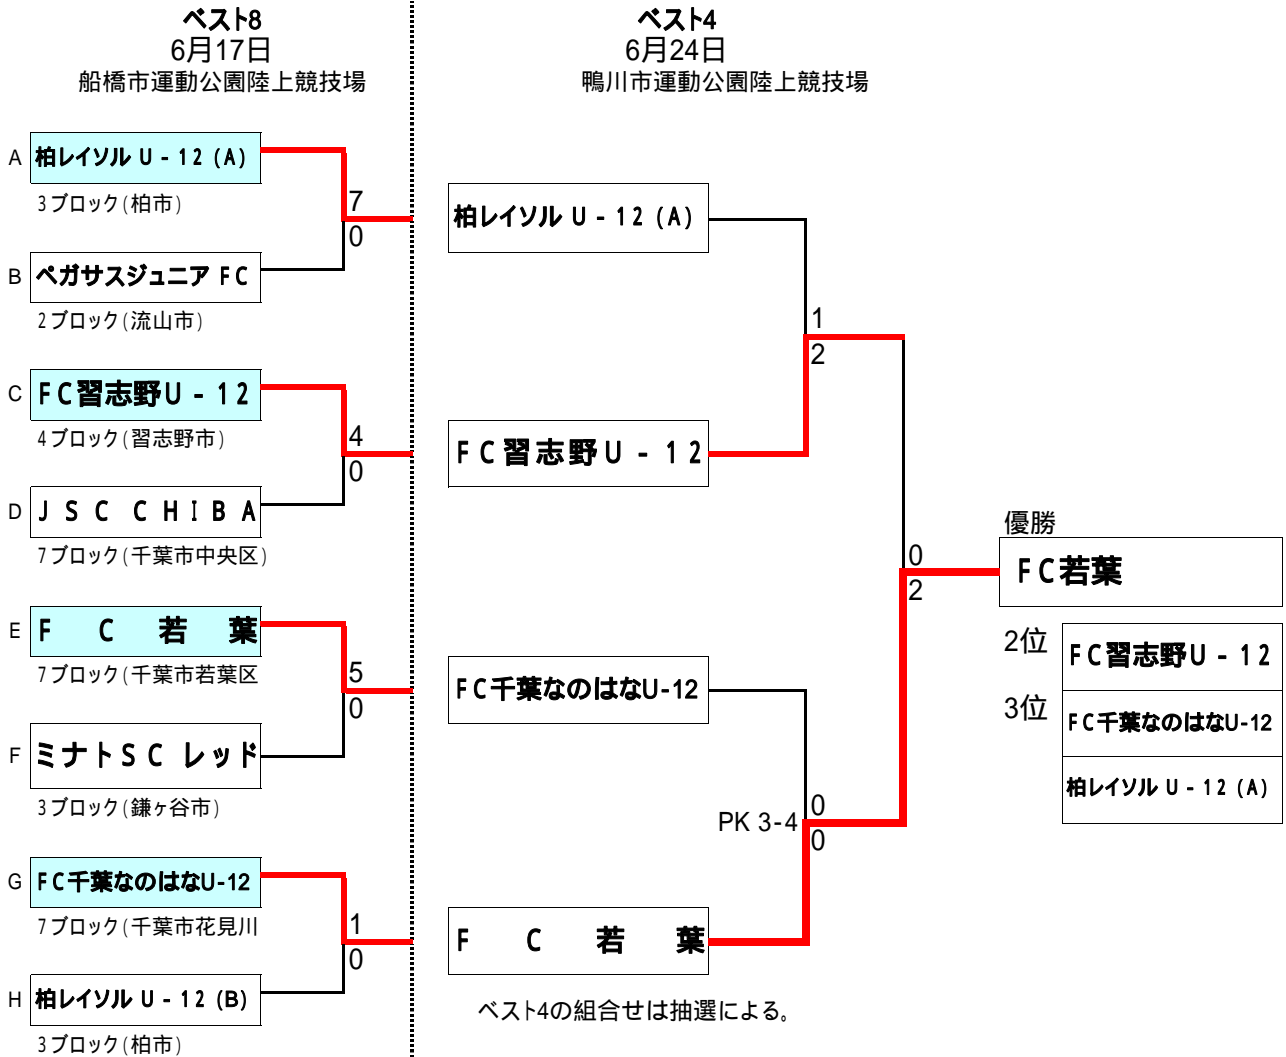 ベスト8
6月17日
船橋市運動公園陸上競技場
A 柏レイソル U - 12 (A)
3ブロック(柏市)
7
0
B ペガサスジュニア FC
2ブロック(流山市)
C FC習志野U - 12
4ブロック(習志野市)
4
0
D JSC CHIBA
7ブロック(千葉市中央区)
E F C 若 葉
7ブロック(千葉市若葉区
5
0
F ミナトSC レッド
3ブロック(鎌ヶ谷市)
G FC千葉なのはなU-12
7ブロック(千葉市花見川
1
0
H 柏レイソル U - 12 (B)
3ブロック(柏市)
ベスト4
6月24日
鴨川市運動公園陸上競技場
柏レイソル U - 12 (A)
1
2
FC習志野U - 12
FC千葉なのはなU-12
PK 3-4
0
0
F C 若 葉
ベスト4の組合せは抽選による。
0
2
優勝
FC若葉
2位 FC習志野U - 12
3位 FC千葉なのはなU-12
柏レイソル U - 12 (A)